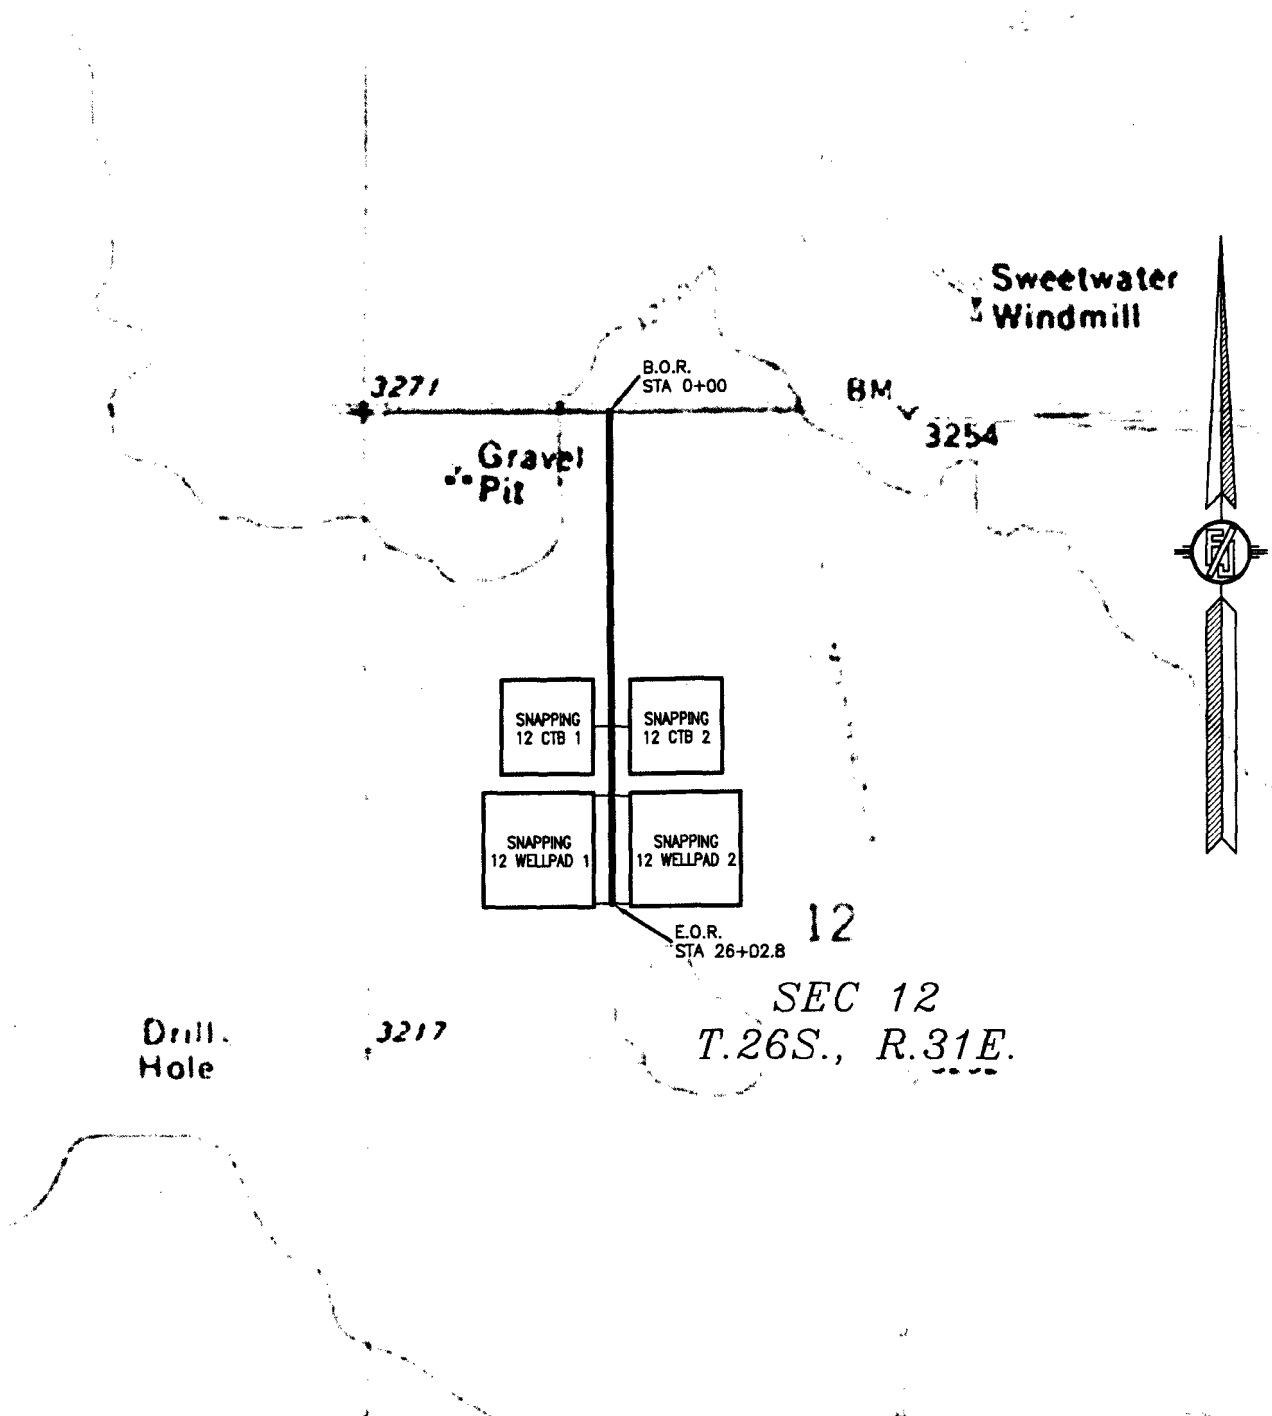 Sweetwater
Windmill
B.O.R.
STA 0+00
3271
BM
3254
Gravel
Pit
SNAPPING
12 CTB 1
SNAPPING
12 CTB 2
SNAPPING
12 WELLPAD 1
SNAPPING
12 WELLPAD 2
12
E.O.R.
STA 26+02.8
SEC 12
T.26S., R.31E.
Drill
Hole
3217